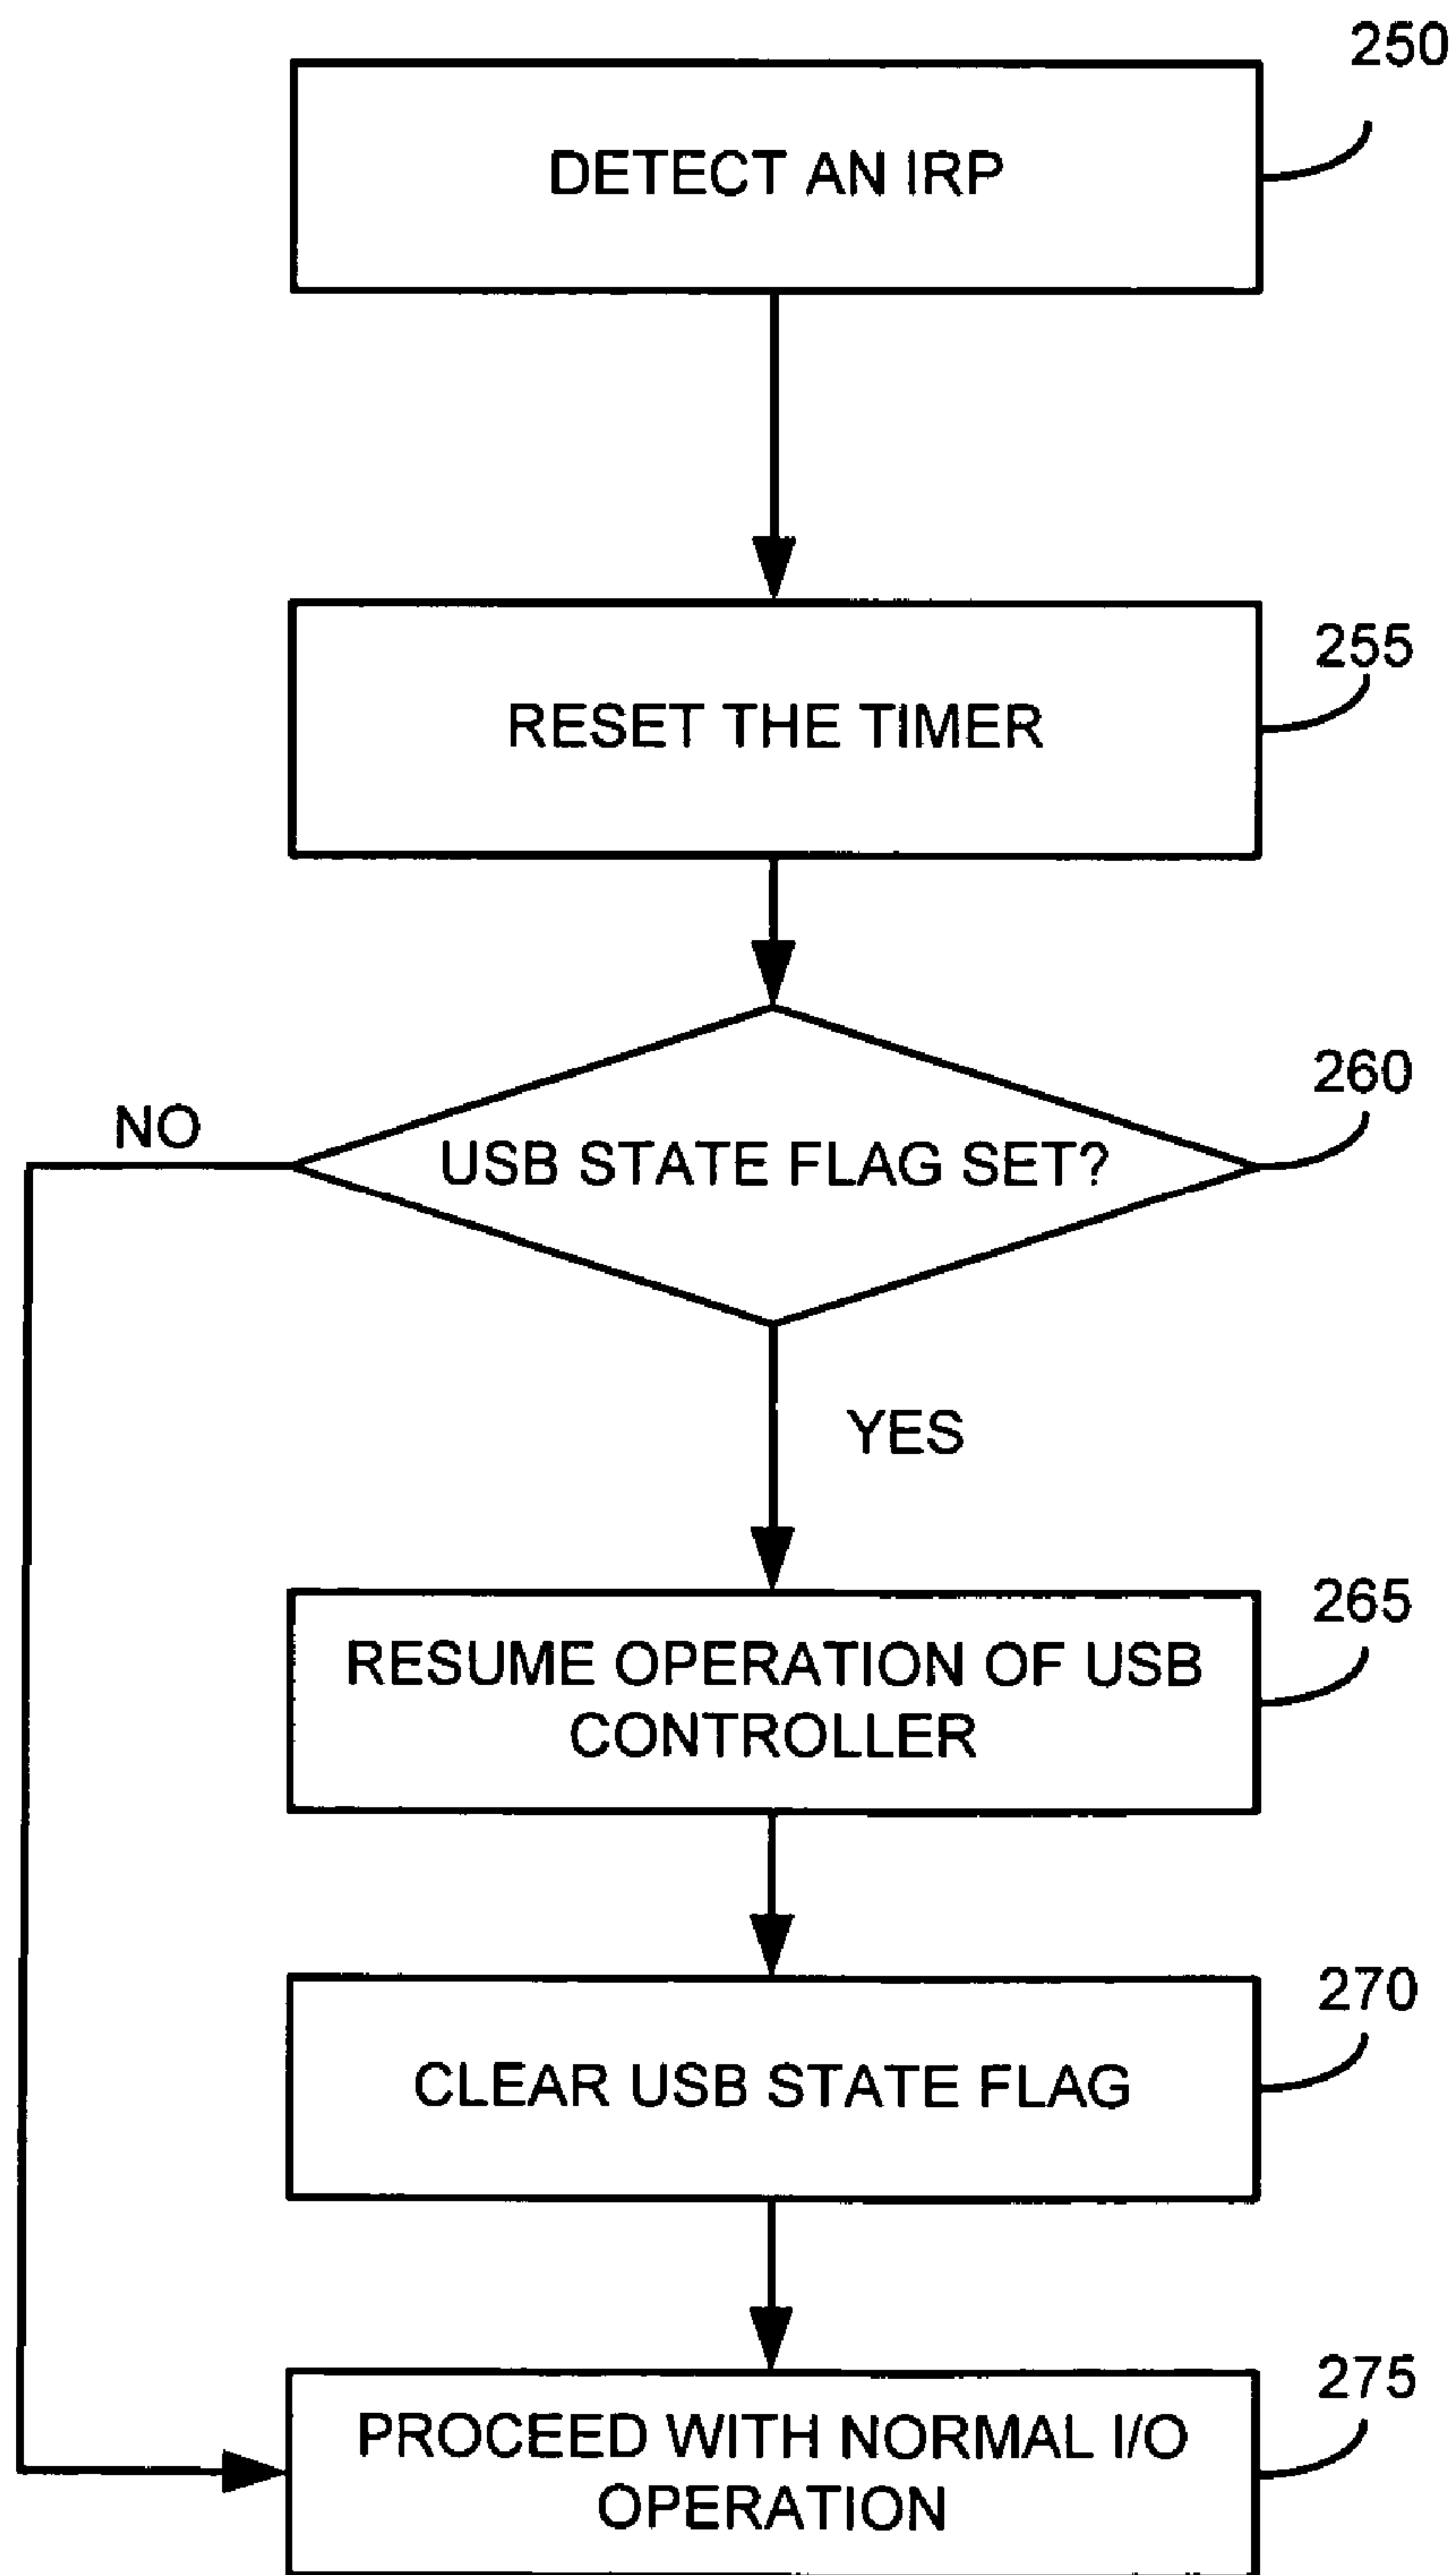 250
DETECT AN IRP
255
RESET THE TIMER
260
NO
USB STATE FLAG SET?
YES
265
RESUME OPERATION OF USB
CONTROLLER
270
CLEAR USB STATE FLAG
275
PROCEED WITH NORMAL I/O
OPERATION